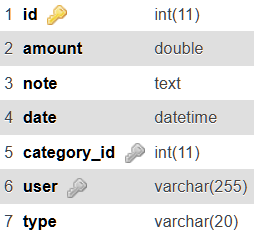 1 id int(11)
2 amount double
3 note text
4 date datetime
5 category_id int(11)
6 user varchar(255)
7 type varchar(20)